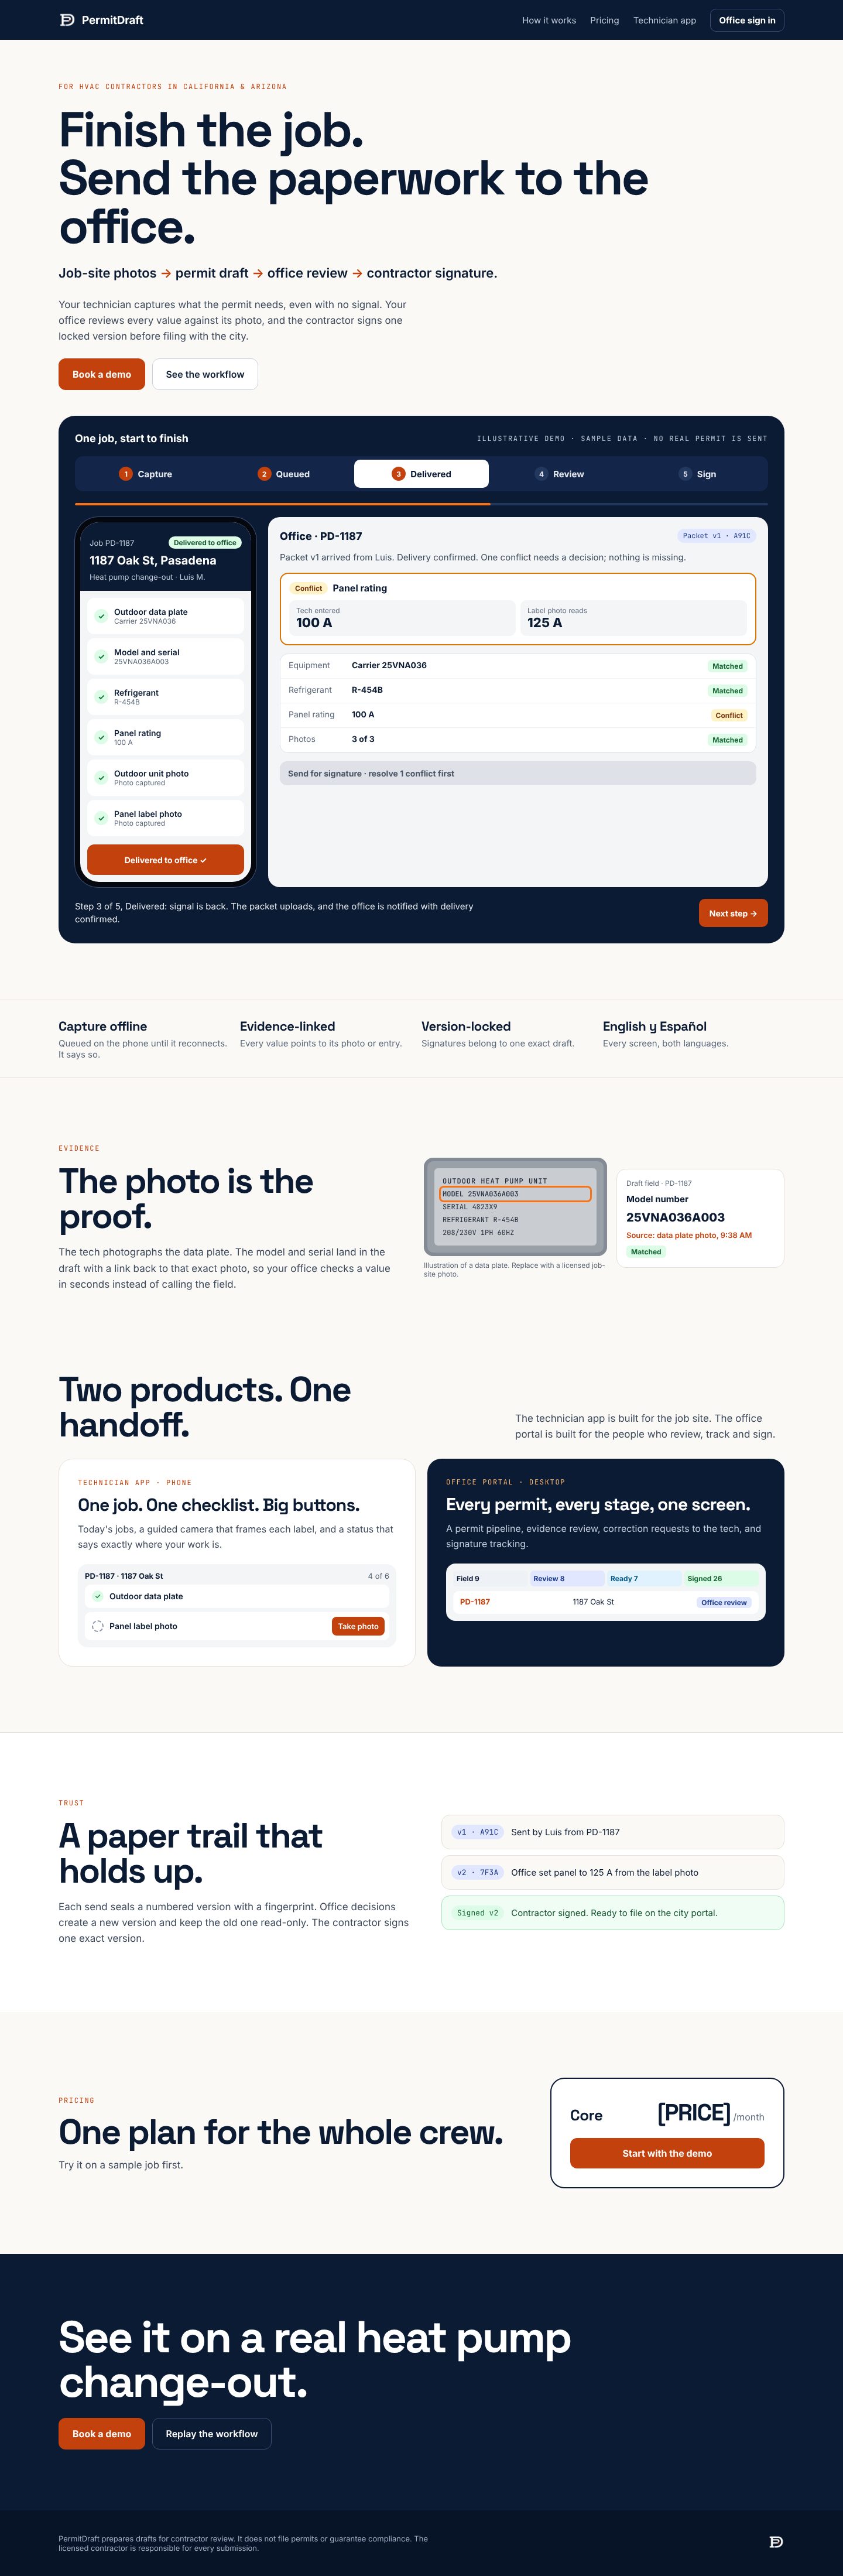 PermitDraft
How it works Pricing Technician app Office sign in
FOR HVAC CONTRACTORS IN CALIFORNIA & ARIZONA
Finish the job.
Send the paperwork to the
office.
Job-site photos → permit draft → office review → contractor signature.
Your technician captures what the permit needs, even with no signal. Your
office reviews every value against its photo, and the contractor signs one
locked version before filing with the city.
Book a demo See the workflow
One job, start to finish
ILLUSTRATIVE DEMO · SAMPLE DATA · NO REAL PERMIT IS SENT
1 Capture 2 Queued 3 Delivered 4 Review 5 Sign
Job PD-1187 Delivered to office
1187 Oak St, Pasadena
Heat pump change-out · Luis M.
✓ Outdoor data plate
Carrier 25VNA036
✓ Model and serial
25VNA036A003
✓ Refrigerant
R-454B
✓ Panel rating
100 A
✓ Outdoor unit photo
Photo captured
✓ Panel label photo
Photo captured
Delivered to office ✓
Office · PD-1187 Packet v1 · A91C
Packet v1 arrived from Luis. Delivery confirmed. One conflict needs a decision; nothing is missing.
Conflict Panel rating
Tech entered
100 A
Label photo reads
125 A
Equipment Carrier 25VNA036 Matched
Refrigerant R-454B Matched
Panel rating 100 A Conflict
Photos 3 of 3 Matched
Send for signature · resolve 1 conflict first
Step 3 of 5, Delivered: signal is back. The packet uploads, and the office is notified with delivery
confirmed.
Next step →
Capture offline
Queued on the phone until it reconnects.
It says so.
Evidence-linked
Every value points to its photo or entry.
Version-locked
Signatures belong to one exact draft.
English y Español
Every screen, both languages.
EVIDENCE
The photo is the
proof.
The tech photographs the data plate. The model and serial land in the
draft with a link back to that exact photo, so your office checks a value
in seconds instead of calling the field.
OUTDOOR HEAT PUMP UNIT
MODEL 25VNA036A003
SERIAL 4823X9
REFRIGERANT R-454B
208/230V 1PH 60HZ
Illustration of a data plate. Replace with a licensed job-
site photo.
Draft field · PD-1187
Model number
25VNA036A003
Source: data plate photo, 9:38 AM
Matched
Two products. One
handoff.
The technician app is built for the job site. The office
portal is built for the people who review, track and sign.
TECHNICIAN APP · PHONE
One job. One checklist. Big buttons.
Today's jobs, a guided camera that frames each label, and a status that
says exactly where your work is.
PD-1187 · 1187 Oak St 4 of 6
✓ Outdoor data plate
Panel label photo Take photo
OFFICE PORTAL · DESKTOP
Every permit, every stage, one screen.
A permit pipeline, evidence review, correction requests to the tech, and
signature tracking.
Field 9 Review 8 Ready 7 Signed 26
PD-1187 1187 Oak St Office review
TRUST
A paper trail that
holds up.
Each send seals a numbered version with a fingerprint. Office decisions
create a new version and keep the old one read-only. The contractor signs
one exact version.
v1 · A91C Sent by Luis from PD-1187
v2 · 7F3A Office set panel to 125 A from the label photo
Signed v2 Contractor signed. Ready to file on the city portal.
PRICING
One plan for the whole crew.
Try it on a sample job first.
Core [PRICE] /month
Start with the demo
See it on a real heat pump
change-out.
Book a demo Replay the workflow
PermitDraft prepares drafts for contractor review. It does not file permits or guarantee compliance. The
licensed contractor is responsible for every submission.